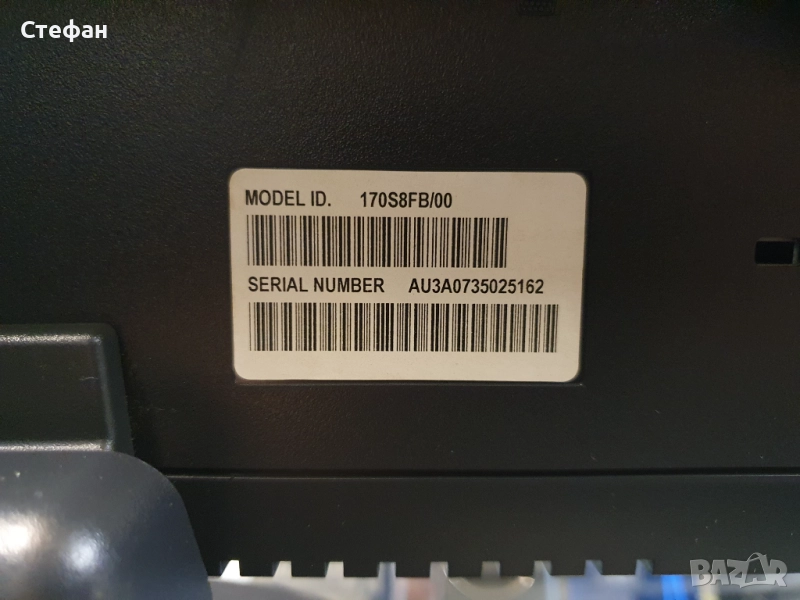 Стефан
MODEL ID. 170S8FB/00
SERIAL NUMBER AU3A0735025162
BAZAR